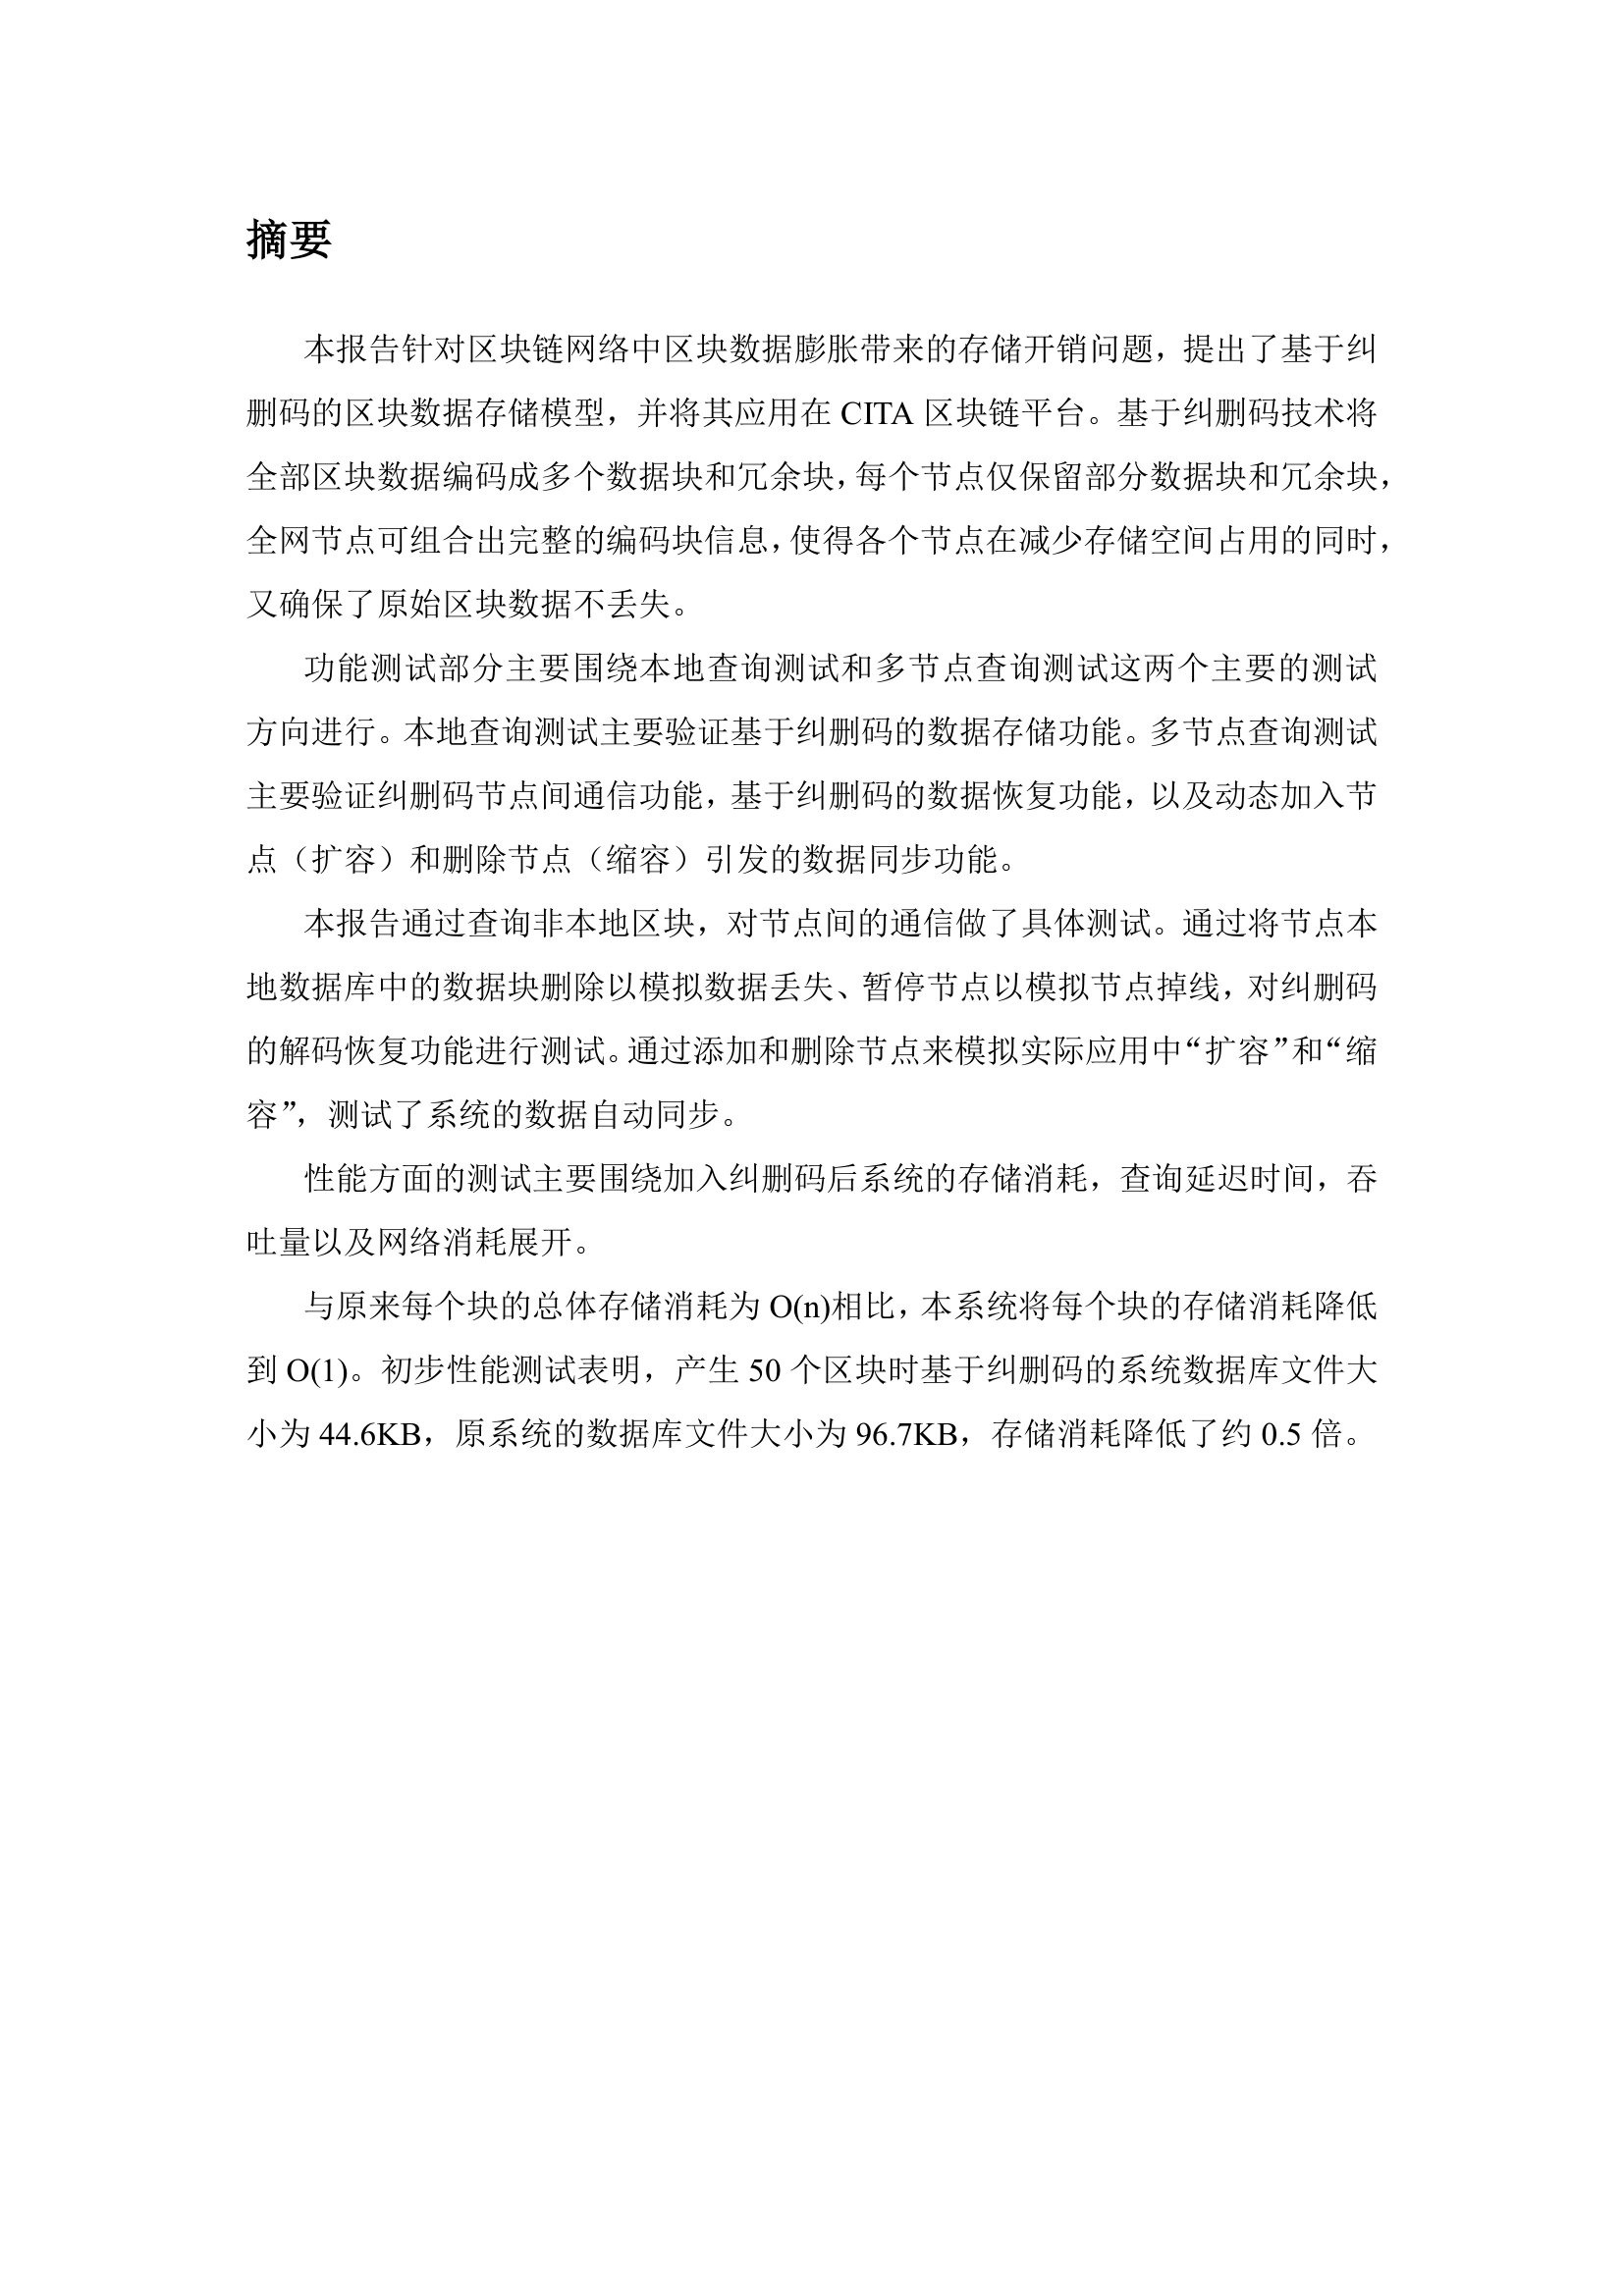 摘要
本报告针对区块链网络中区块数据膨胀带来的存储开销问题，提出了基于纠
删码的区块数据存储模型，并将其应用在 CITA 区块链平台。基于纠删码技术将
全部区块数据编码成多个数据块和冗余块，每个节点仅保留部分数据块和冗余块，
全网节点可组合出完整的编码块信息，使得各个节点在减少存储空间占用的同时，
又确保了原始区块数据不丢失。
功能测试部分主要围绕本地查询测试和多节点查询测试这两个主要的测试
方向进行。本地查询测试主要验证基于纠删码的数据存储功能。多节点查询测试
主要验证纠删码节点间通信功能，基于纠删码的数据恢复功能，以及动态加入节
点（扩容）和删除节点（缩容）引发的数据同步功能。
本报告通过查询非本地区块，对节点间的通信做了具体测试。通过将节点本
地数据库中的数据块删除以模拟数据丢失、暂停节点以模拟节点掉线，对纠删码
的解码恢复功能进行测试。通过添加和删除节点来模拟实际应用中“扩容”和“缩
容”，测试了系统的数据自动同步。
性能方面的测试主要围绕加入纠删码后系统的存储消耗，查询延迟时间，吞
吐量以及网络消耗展开。
与原来每个块的总体存储消耗为 O(n)相比，本系统将每个块的存储消耗降低
到 O(1)。初步性能测试表明，产生 50 个区块时基于纠删码的系统数据库文件大
小为 44.6KB，原系统的数据库文件大小为 96.7KB，存储消耗降低了约 0.5 倍。